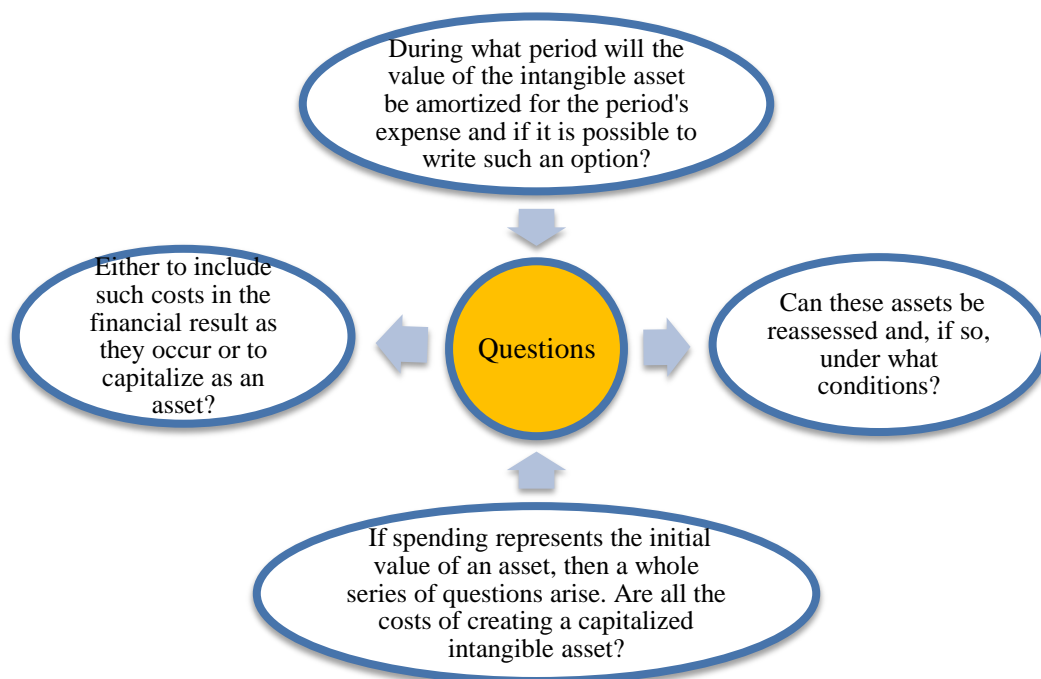 During what period will the
value of the intangible asset
be amortized for the period's
expense and if it is possible to
write such an option?
Either to include
such costs in the
financial result as
they occur or to
capitalize as an
asset?
Questions
Can these assets be
reassessed and, if so,
under what
conditions?
If spending represents the initial
value of an asset, then a whole
series of questions arise. Are all the
costs of creating a capitalized
intangible asset?